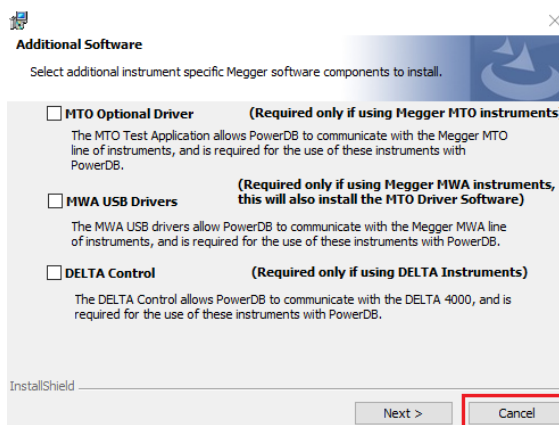 Additional Software
Select additional instrument specific Megger software components to install.
MTO Optional Driver (Required only if using Megger MTO instruments
The MTO Test Application allows PowerDB to communicate with the Megger MTO
line of instruments, and is required for the use of these instruments with
PowerDB.
(Required only if using Megger MWA instruments,
MWA USB Drivers this will also install the MTO Driver Software)
The MWA USB drivers allow PowerDB to communicate with the Megger MWA line
of instruments, and is required for the use of these instruments with PowerDB.
DELTA Control (Required only if using DELTA Instruments)
The DELTA Control allows PowerDB to communicate with the DELTA 4000, and is
required for the use of these instruments with PowerDB.
InstallShield
Next > Cancel